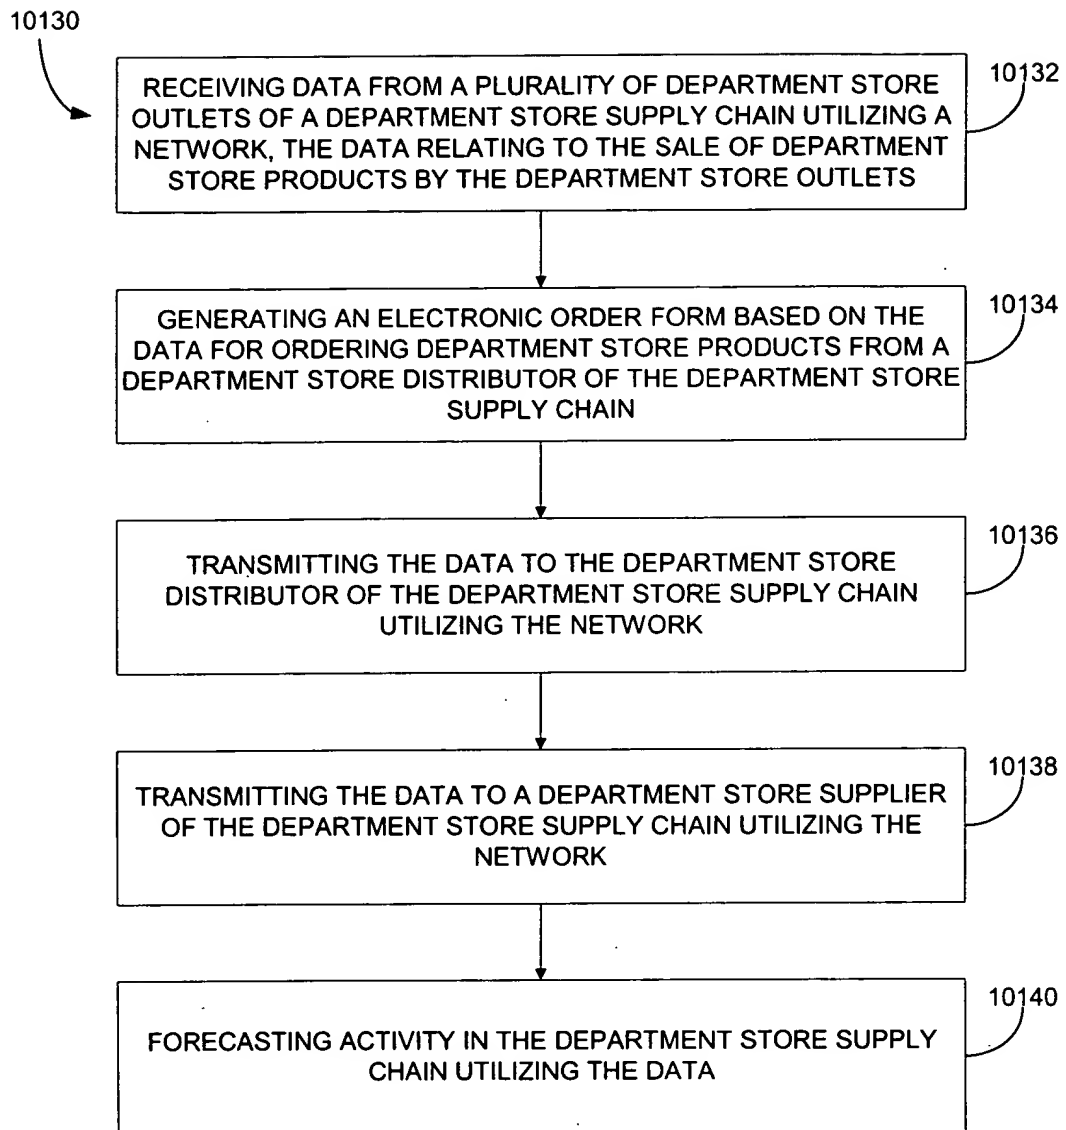 10130
RECEIVING DATA FROM A PLURALITY OF DEPARTMENT STORE
OUTLETS OF A DEPARTMENT STORE SUPPLY CHAIN UTILIZING A
NETWORK, THE DATA RELATING TO THE SALE OF DEPARTMENT
STORE PRODUCTS BY THE DEPARTMENT STORE OUTLETS
10132
GENERATING AN ELECTRONIC ORDER FORM BASED ON THE
DATA FOR ORDERING DEPARTMENT STORE PRODUCTS FROM A
DEPARTMENT STORE DISTRIBUTOR OF THE DEPARTMENT STORE
SUPPLY CHAIN
10134
TRANSMITTING THE DATA TO THE DEPARTMENT STORE
DISTRIBUTOR OF THE DEPARTMENT STORE SUPPLY CHAIN
UTILIZING THE NETWORK
10136
TRANSMITTING THE DATA TO A DEPARTMENT STORE SUPPLIER
OF THE DEPARTMENT STORE SUPPLY CHAIN UTILIZING THE
NETWORK
10138
FORECASTING ACTIVITY IN THE DEPARTMENT STORE SUPPLY
CHAIN UTILIZING THE DATA
10140